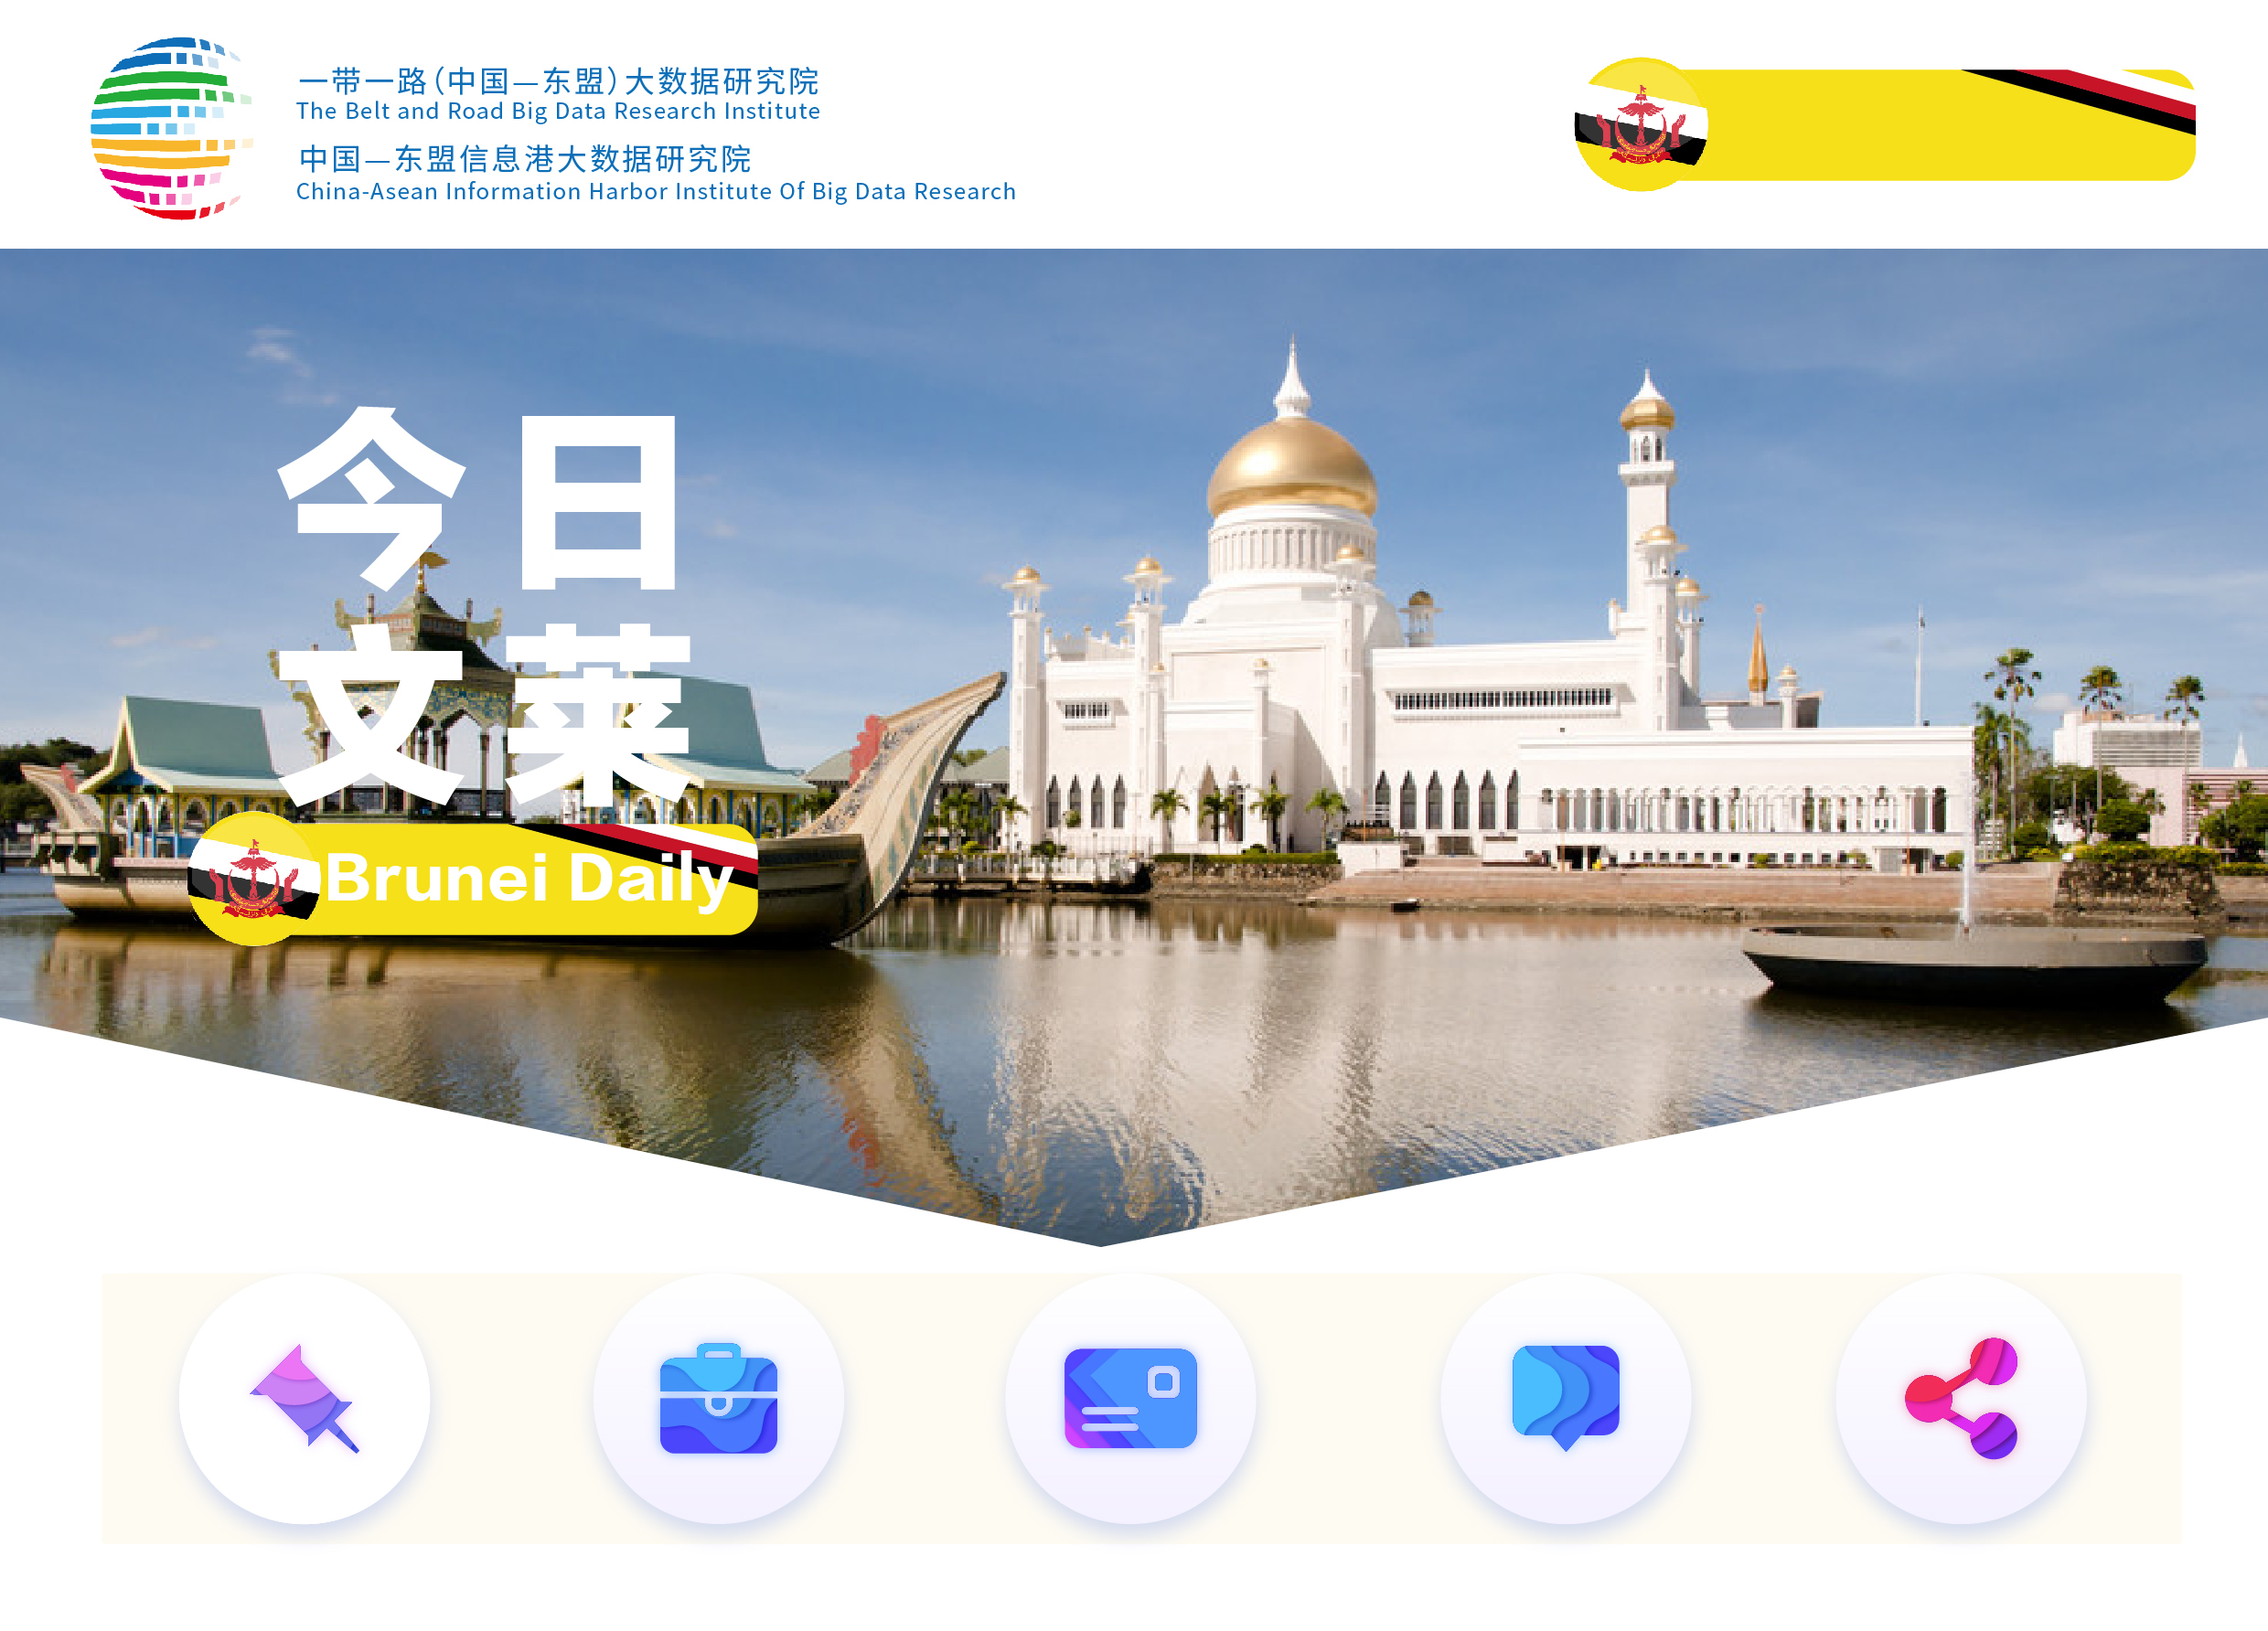 一带一路（中国—东盟）大数据研究院
The Belt and Road Big Data Research Institute
中国—东盟信息港大数据研究院
China-Asean Information Harbor Institute Of Big Data Research
今日
文莱
Brunei Daily